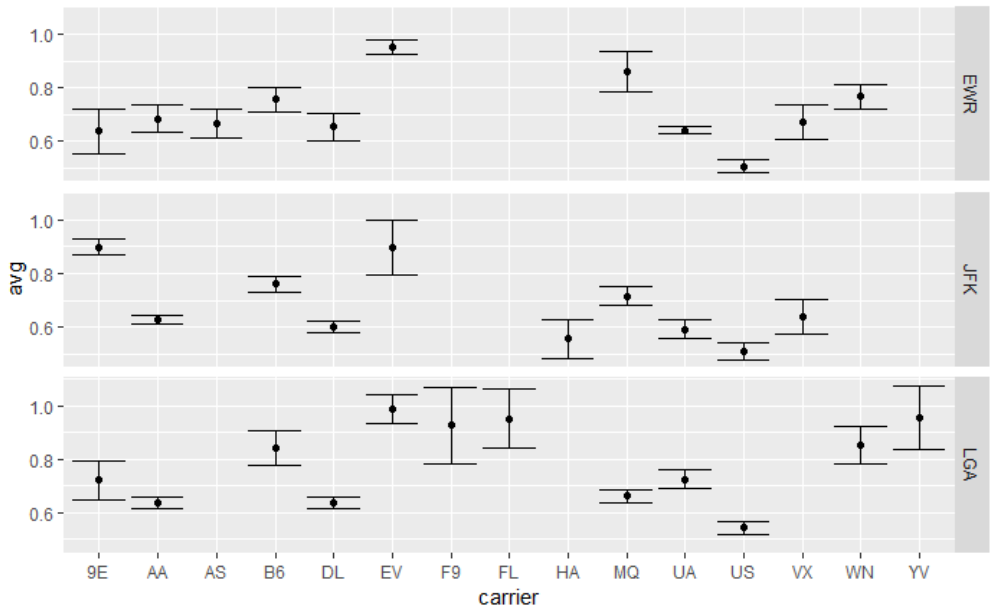 1.0
0.8
0.6
EWR
1.0
0.8
0.6
JFK
1.0
0.8
0.6
LGA
avg
9E AA AS B6 DL EV F9 FL HA MQ UA US VX WN YV
carrier